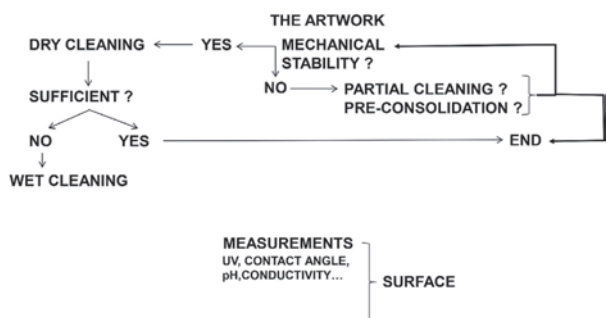 THE ARTWORK
DRY CLEANING
YES
MECHANICAL
STABILITY ?
NO
PARTIAL CLEANING ?
PRE-CONSOLIDATION ?
SUFFICIENT ?
NO
YES
END
WET CLEANING
MEASUREMENTS
UV, CONTACT ANGLE,
pH,CONDUCTIVITY...
SURFACE